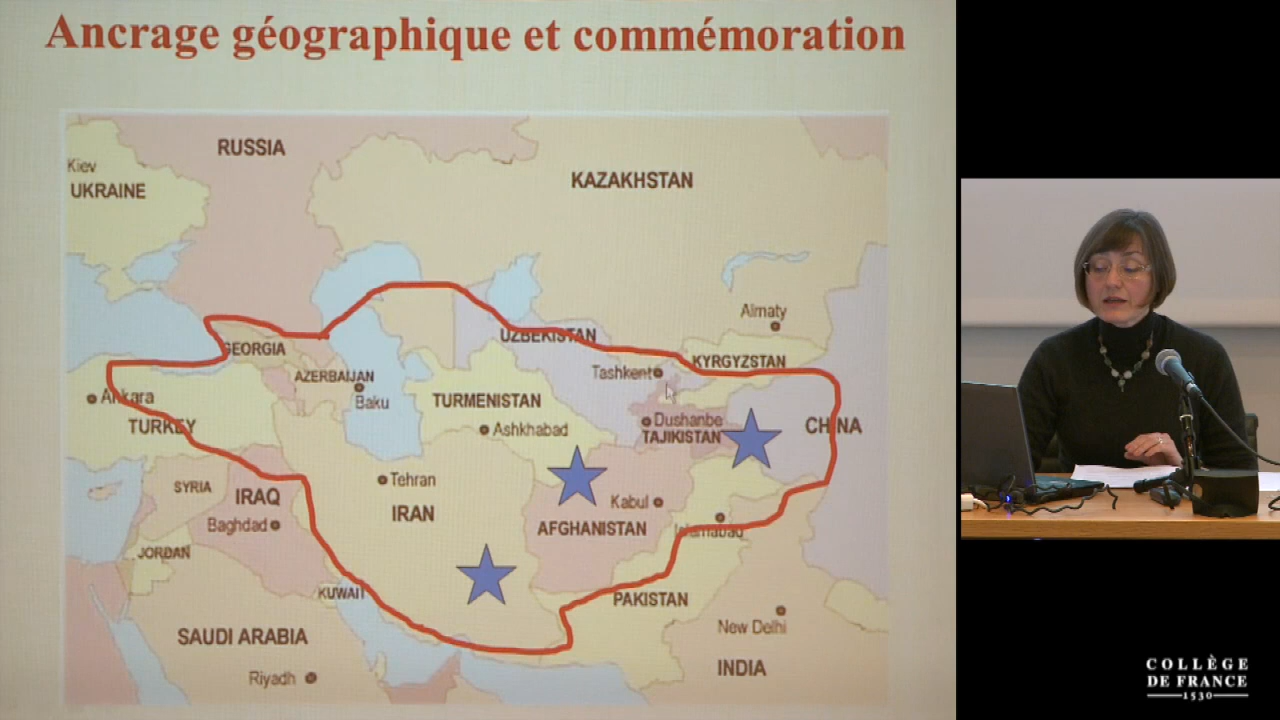 Ancrage géographique et commémoration
RUSSIA
Kiev
UKRAINE
KAZAKHSTAN
Almaty
GEORGIA
UZBEKISTAN
KYRGYZSTAN
Tashkent
AZERBAIJAN
Ankara
Baku
TURMENISTAN
Dushanbe
TURKEY
Ashkhabad
TAJIKISTAN
CHINA
Tehran
SYRIA
IRAQ
Kabul
IRAN
Baghdad
AFGHANISTAN
Islamabad
JORDAN
KUWAIT
PAKISTAN
SAUDI ARABIA
New Delhi
INDIA
Riyadh
COLLÈGE
DE FRANCE
1530